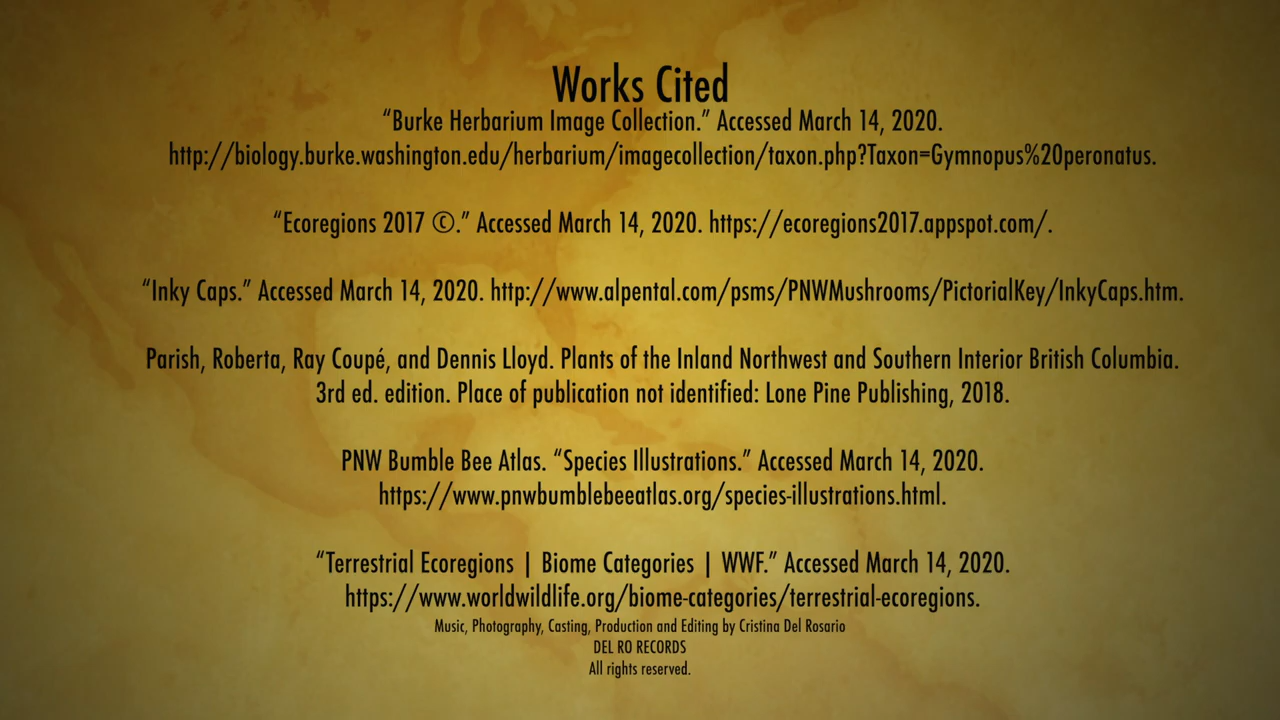 Works Cited
“Burke Herbarium Image Collection.” Accessed March 14, 2020.
http://biology.burke.washington.edu/herbarium/imagecollection/taxon.php?Taxon=Gymnopus%20peronatus.
“Ecoregions 2017 ©.” Accessed March 14, 2020. https://ecoregions2017.appspot.com/.
“Inky Caps.” Accessed March 14, 2020. http://www.alpental.com/psms/PNWMushrooms/PictorialKey/InkyCaps.htm.
Parish, Roberta, Ray Coupé, and Dennis Lloyd. Plants of the Inland Northwest and Southern Interior British Columbia.
3rd ed. edition. Place of publication not identified: Lone Pine Publishing, 2018.
PNW Bumble Bee Atlas. “Species Illustrations.” Accessed March 14, 2020.
https://www.pnwbumblebeeatlas.org/species-illustrations.html.
“Terrestrial Ecoregions | Biome Categories | WWF.” Accessed March 14, 2020.
https://www.worldwildlife.org/biome-categories/terrestrial-ecoregions.
Music, Photography, Casting, Production and Editing by Cristina Del Rosario
DEL RO RECORDS
All rights reserved.